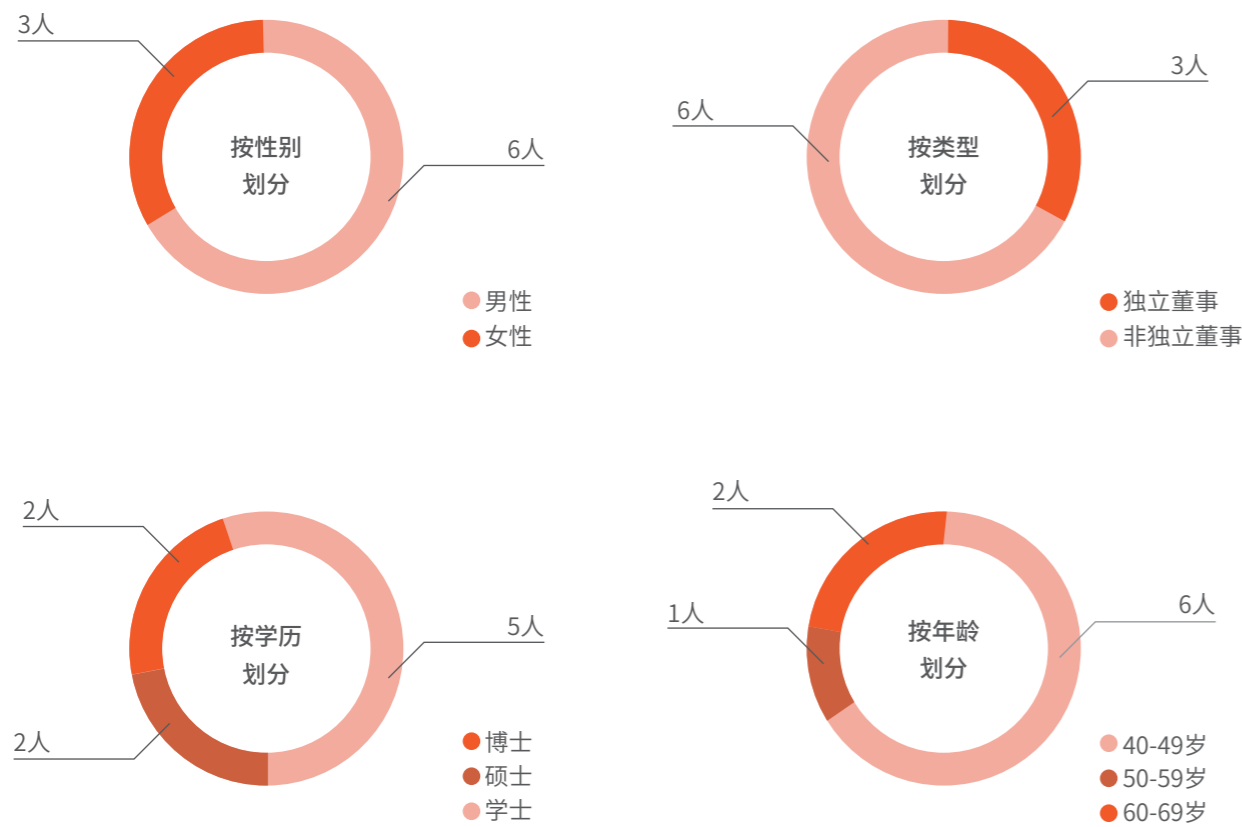 3人
6人
按性别
划分
男性
女性
6人
3人
按类型
划分
独立董事
非独立董事
2人
2人
5人
按学历
划分
博士
硕士
学士
2人
1人
6人
按年龄
划分
40-49岁
50-59岁
60-69岁